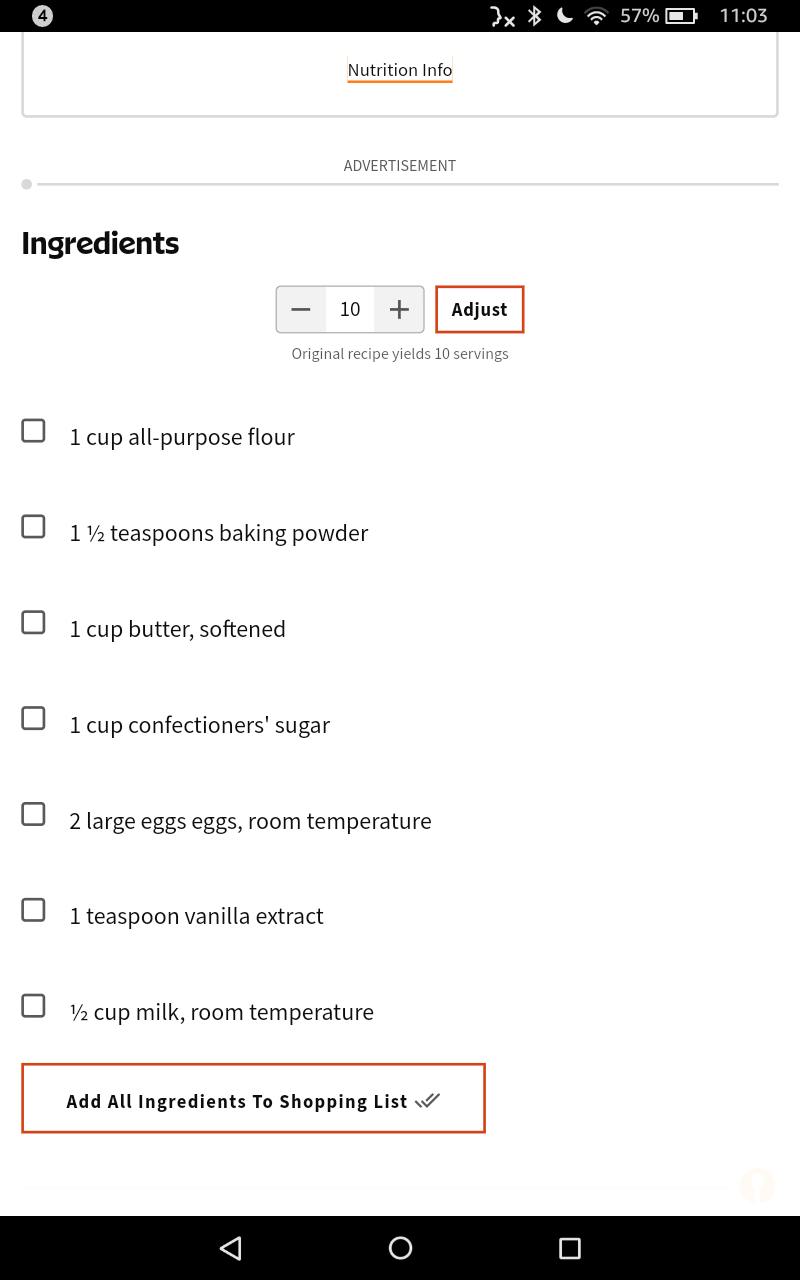 4
57%
11:03
Nutrition Info
ADVERTISEMENT
Ingredients
10
Adjust
Original recipe yields 10 servings
1 cup all-purpose flour
1 ½ teaspoons baking powder
1 cup butter, softened
1 cup confectioners' sugar
2 large eggs eggs, room temperature
1 teaspoon vanilla extract
½ cup milk, room temperature
Add All Ingredients To Shopping List